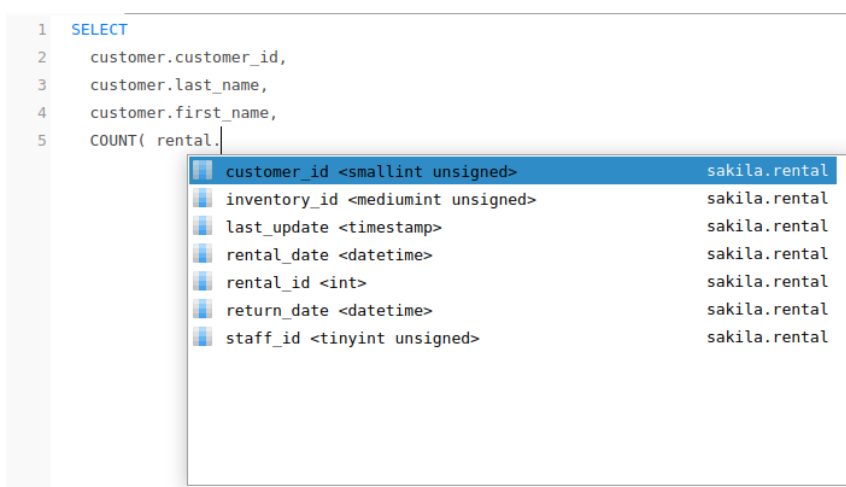 1 SELECT
2 customer.customer_id,
3 customer.last_name,
4 customer.first_name,
5 COUNT( rental.
customer_id <smallint unsigned> sakila.rental
inventory_id <mediumint unsigned> sakila.rental
last_update <timestamp> sakila.rental
rental_date <datetime> sakila.rental
rental_id <int> sakila.rental
return_date <datetime> sakila.rental
staff_id <tinyint unsigned> sakila.rental